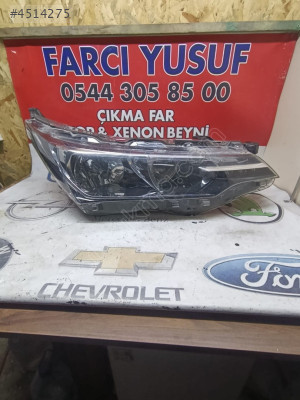 #4514275
FARCI YUSUF
0544 305 85 00
ÇIKMA FAR
& XENON BEYNİ
CHEVROLET
Ford